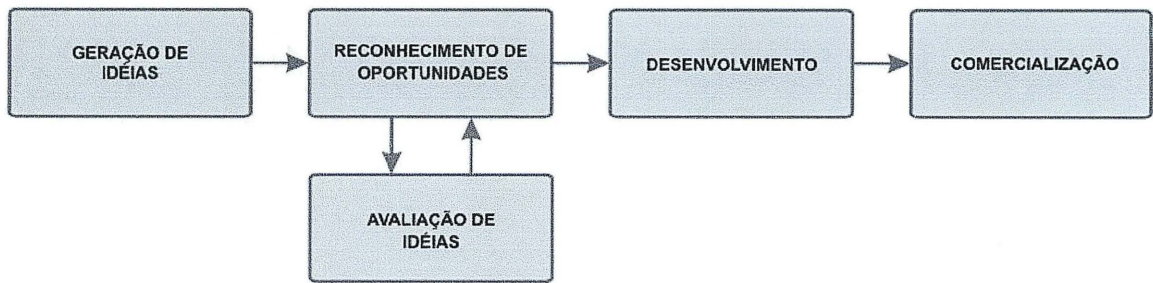 GERAÇÃO DE
IDÉIAS
RECONHECIMENTO DE
OPORTUNIDADES
DESENVOLVIMENTO
COMERCIALIZAÇÃO
AVALIAÇÃO DE
IDÉIAS